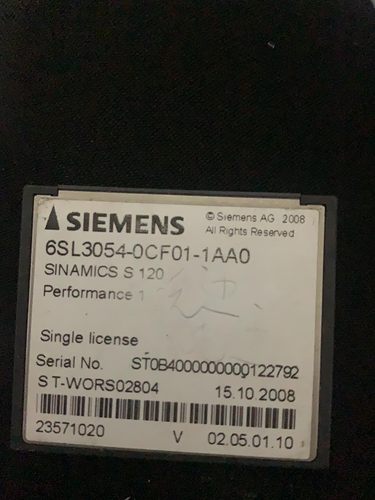 SIEMENS
© Siemens AG 2008
All Rights Reserved
6SL3054-0CF01-1AA0
SINAMICS S 120
Performance 1
Single license
Serial No. ST0B4000000000122792
S T-WORS02804 15.10.2008
23571020 V 02.05.01.10